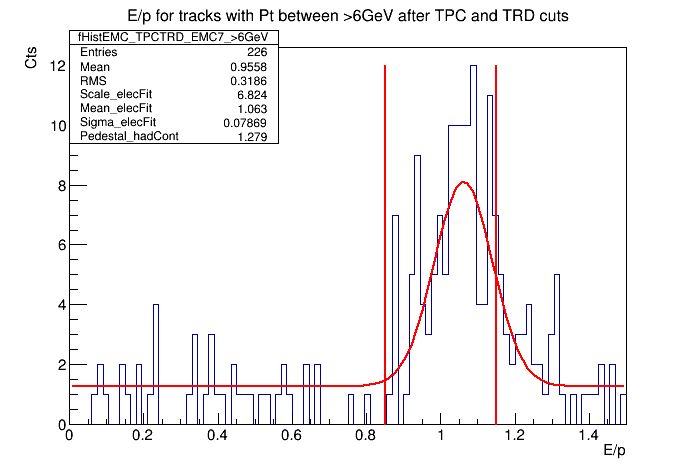 E/p for tracks with Pt between >6GeV after TPC and TRD cuts
fHistEMC_TPCTRD_EMC7_>6GeV
Entries 226
Mean 0.9558
RMS 0.3186
Scale_elecFit 6.824
Mean_elecFit 1.063
Sigma_elecFit 0.07869
Pedestal_hadCont 1.279
Cts
12
10
8
6
4
2
0
0 0.2 0.4 0.6 0.8 1 1.2 1.4
E/p